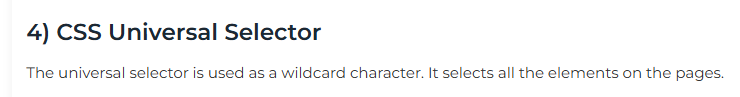 4) CSS Universal Selector
The universal selector is used as a wildcard character. It selects all the elements on the pages.